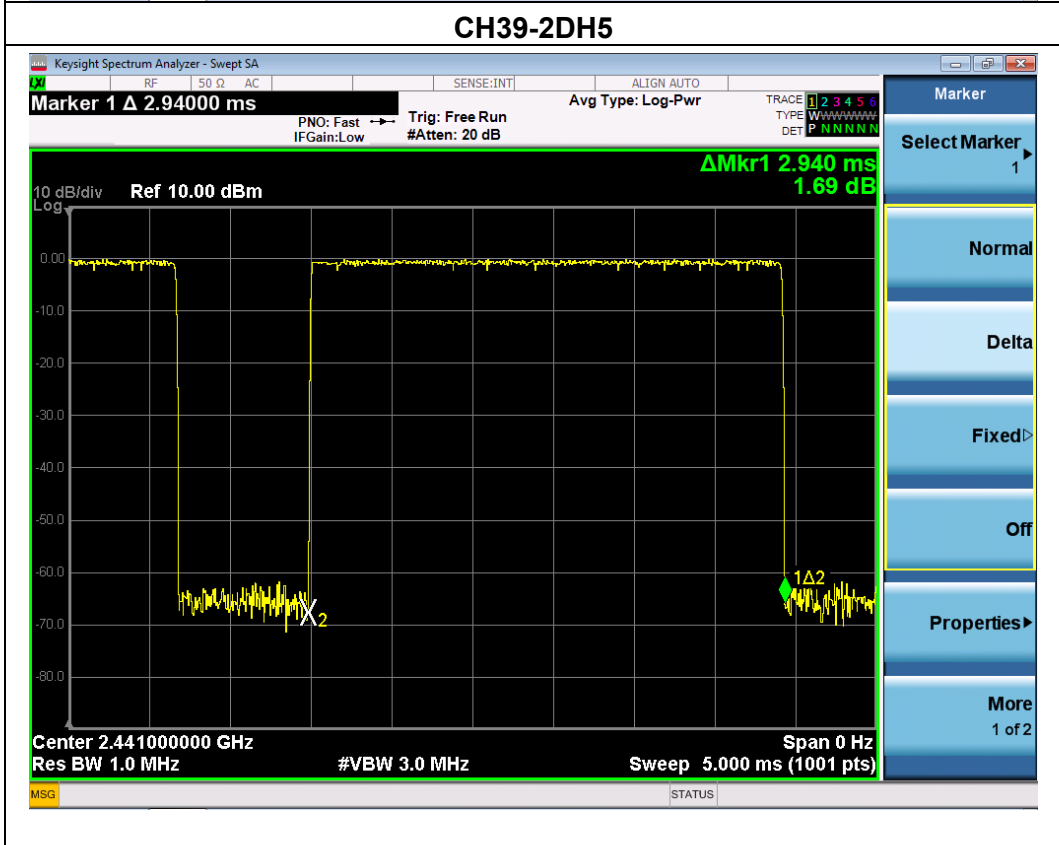 CH39-2DH5
Keysight Spectrum Analyzer - Swept SA
LXI RF 50 Ω AC SENSE:INT ALIGN AUTO
Marker 1 Δ 2.94000 ms
PNO: Fast
IFGain:Low
Trig: Free Run
#Atten: 20 dB
Avg Type: Log-Pwr
TRACE 1 2 3 4 5 6
TYPE WWWWWW
DET P N N N N N
ΔMkr1 2.940 ms
1.69 dB
10 dB/div Ref 10.00 dBm
Log
0.00
-10.0
-20.0
-30.0
-40.0
-50.0
-60.0
-70.0
-80.0
1Δ2
2
Center 2.441000000 GHz Span 0 Hz
Res BW 1.0 MHz #VBW 3.0 MHz Sweep 5.000 ms (1001 pts)
MSG STATUS
Marker
Select Marker
1
Normal
Delta
Fixed
Off
Properties
More
1 of 2